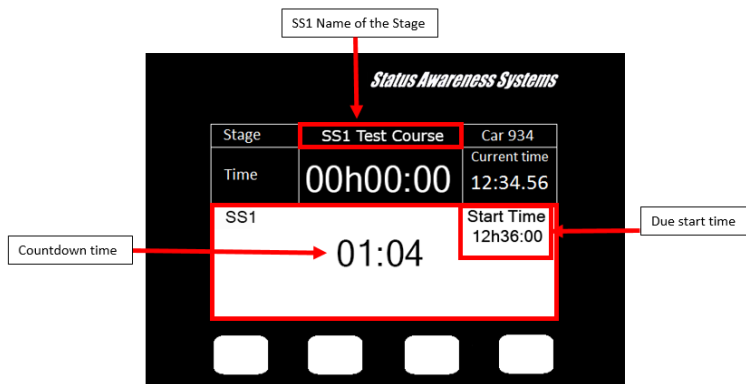 SS1 Name of the Stage
Status Awareness Systems
Stage SS1 Test Course Car 934
Time 00h00:00 Current time
12:34.56
SS1 Start Time
12h36:00
Due start time
Countdown time
01:04